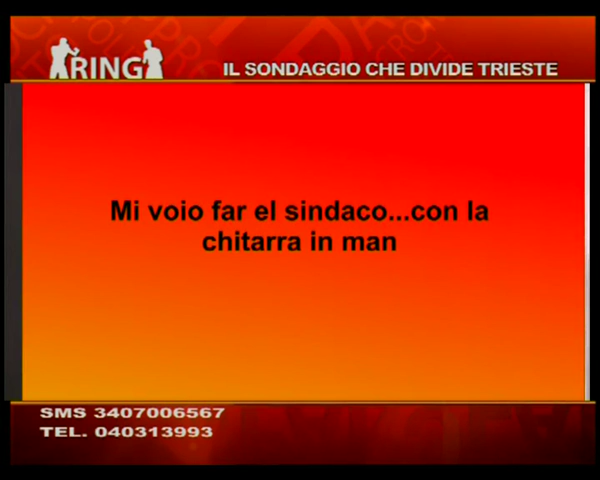 RING
IL SONDAGGIO CHE DIVIDE TRIESTE
Mi voio far el sindaco...con la
chitarra in man
SMS 3407006567
TEL. 040313993